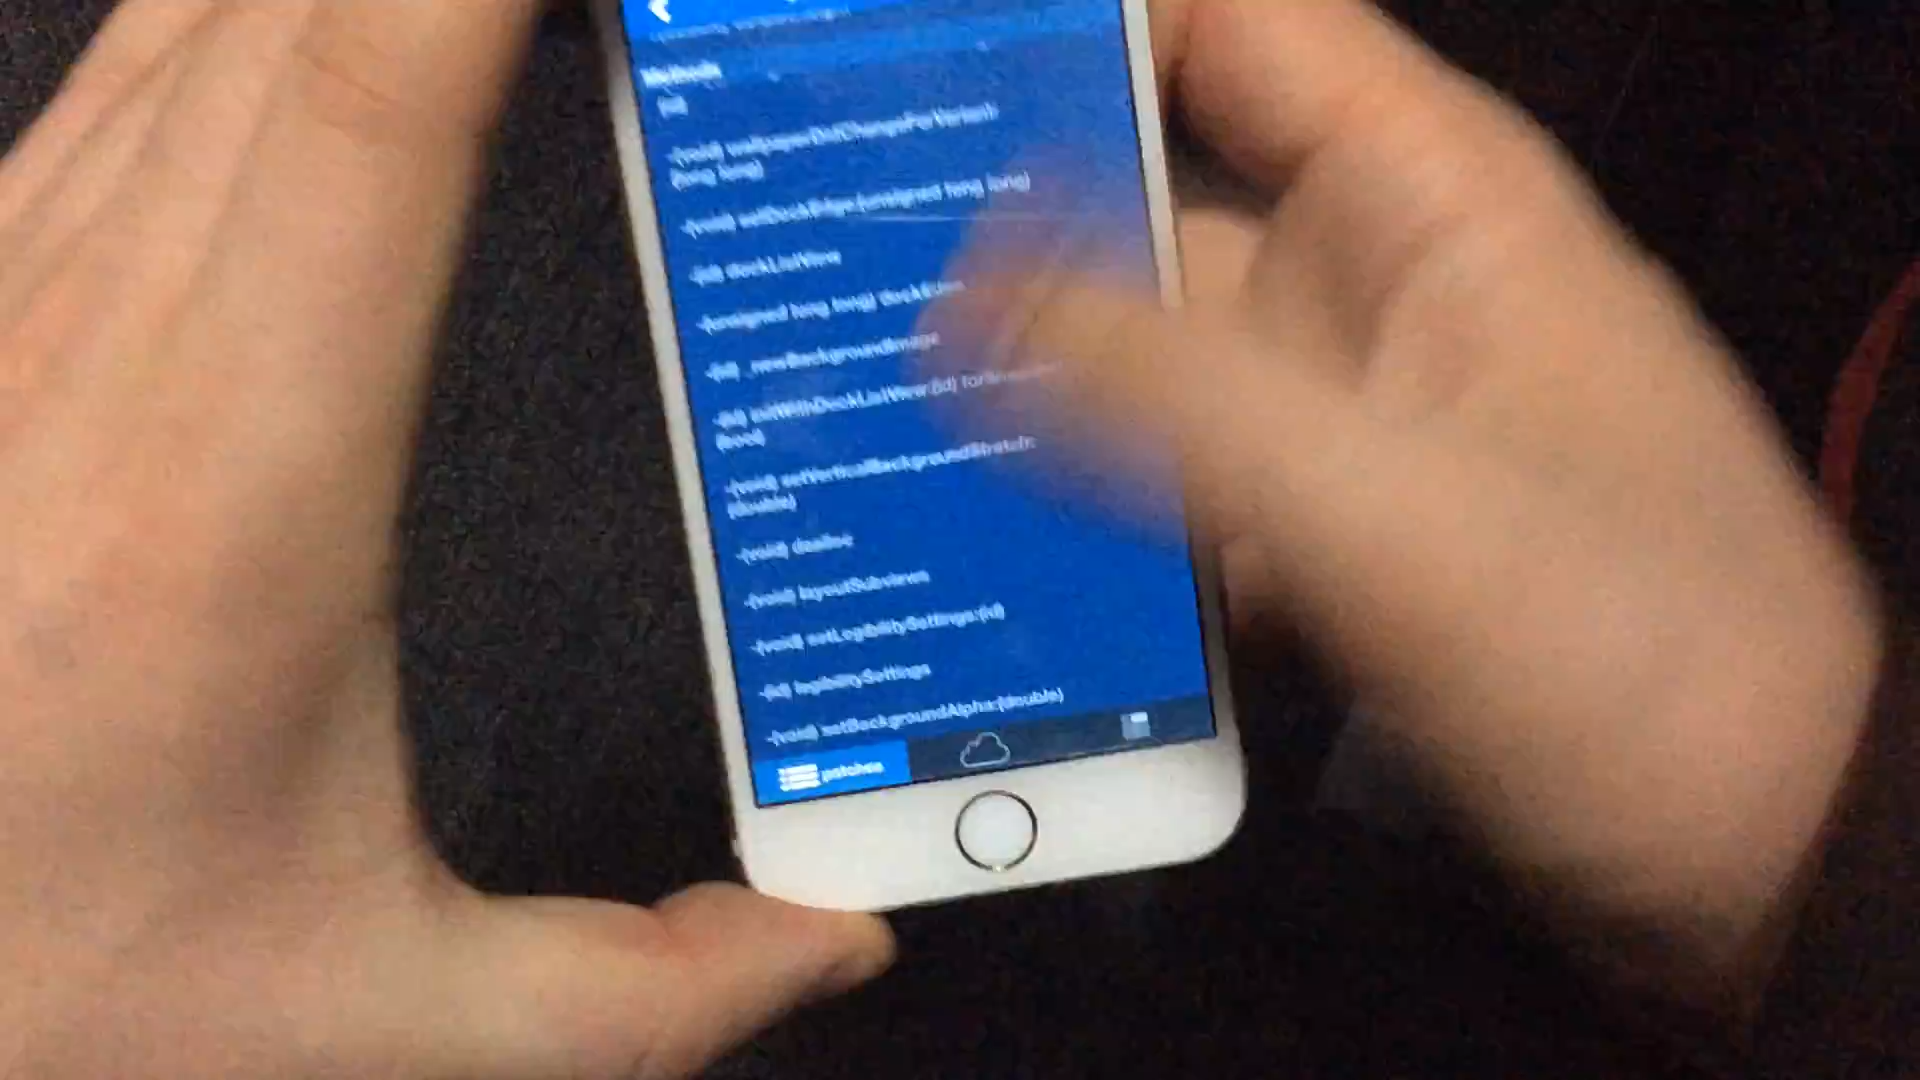 Methods
(id)
-(void) wallpaperDidChangeForVariant:
(long long)
-(void) setDockEdge:(unsigned long long)
-(id) dockListView
-(unsigned long long) dockEdge
-(id) _newBackgroundImage
-(id) initWithDockListView:(id)
(bool)
-(void) setVerticalBackgroundStretch:
(double)
-(void) dealloc
-(void) layoutSubviews
-(void) setLegibilitySettings:(id)
-(id) legibilitySettings
-(void) setBackgroundAlpha:(double)
patches